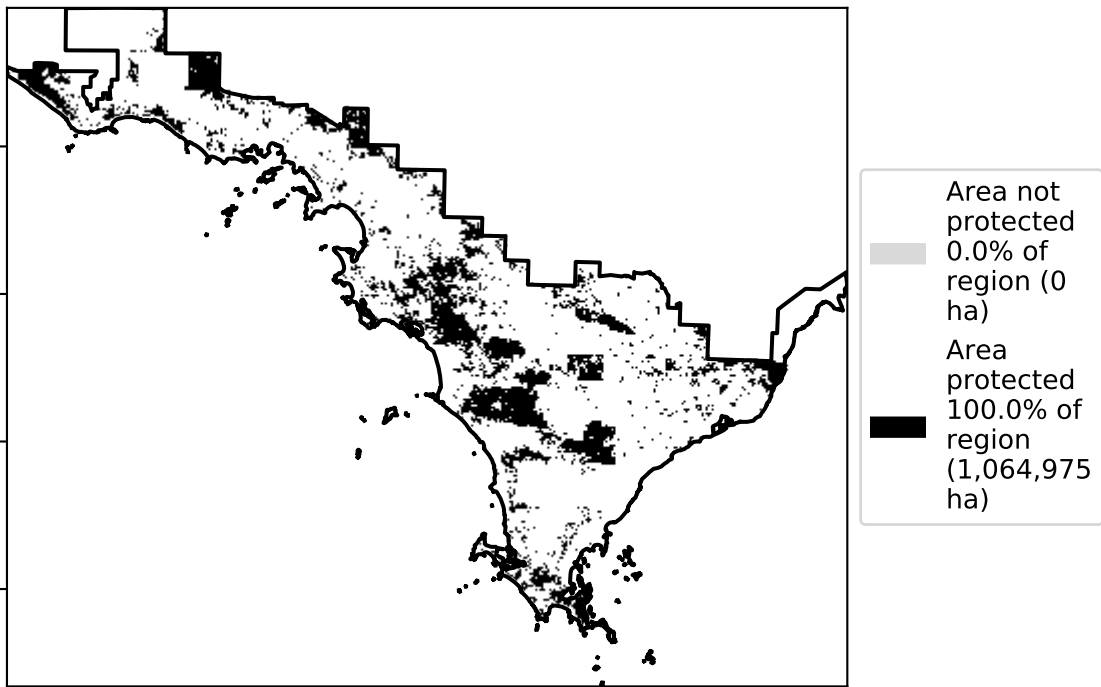 Area not
protected
0.0% of
region (0
ha)
Area
protected
100.0% of
region
(1,064,975
ha)